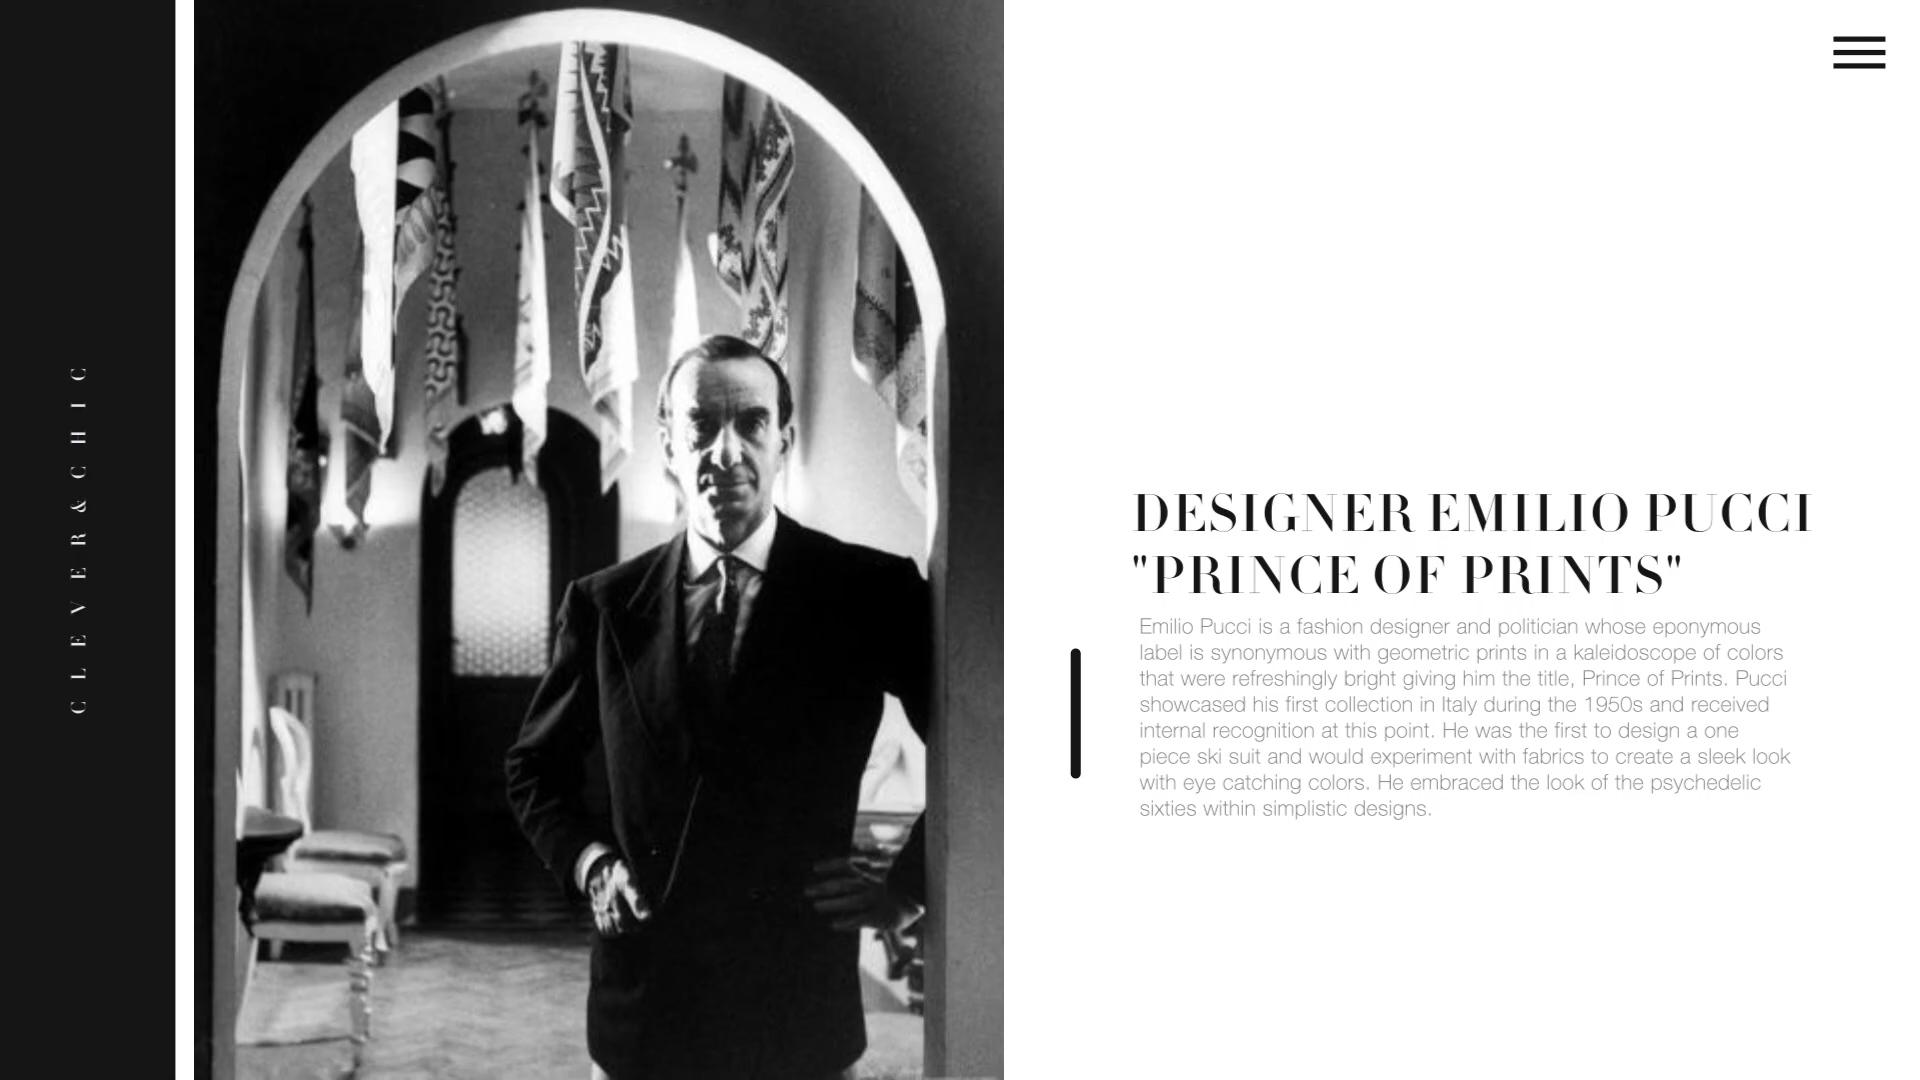 CLEVER&CHIC
DESIGNER EMILIO PUCCI
"PRINCE OF PRINTS"
Emilio Pucci is a fashion designer and politician whose eponymous
label is synonymous with geometric prints in a kaleidoscope of colors
that were refreshingly bright giving him the title, Prince of Prints. Pucci
showcased his first collection in Italy during the 1950s and received
internal recognition at this point. He was the first to design a one
piece ski suit and would experiment with fabrics to create a sleek look
with eye catching colors. He embraced the look of the psychedelic
sixties within simplistic designs.